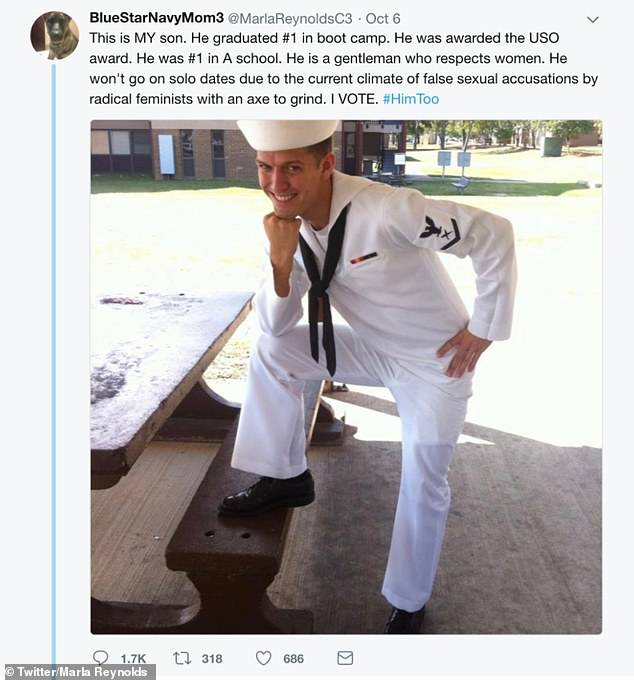 BlueStarNavyMom3 @MarlaReynoldsC3 · Oct 6
This is MY son. He graduated #1 in boot camp. He was awarded the USO
award. He was #1 in A school. He is a gentleman who respects women. He
won't go on solo dates due to the current climate of false sexual accusations by
radical feminists with an axe to grind. I VOTE. #HimToo
1.7K 318 686
© Twitter/Marla Reynolds